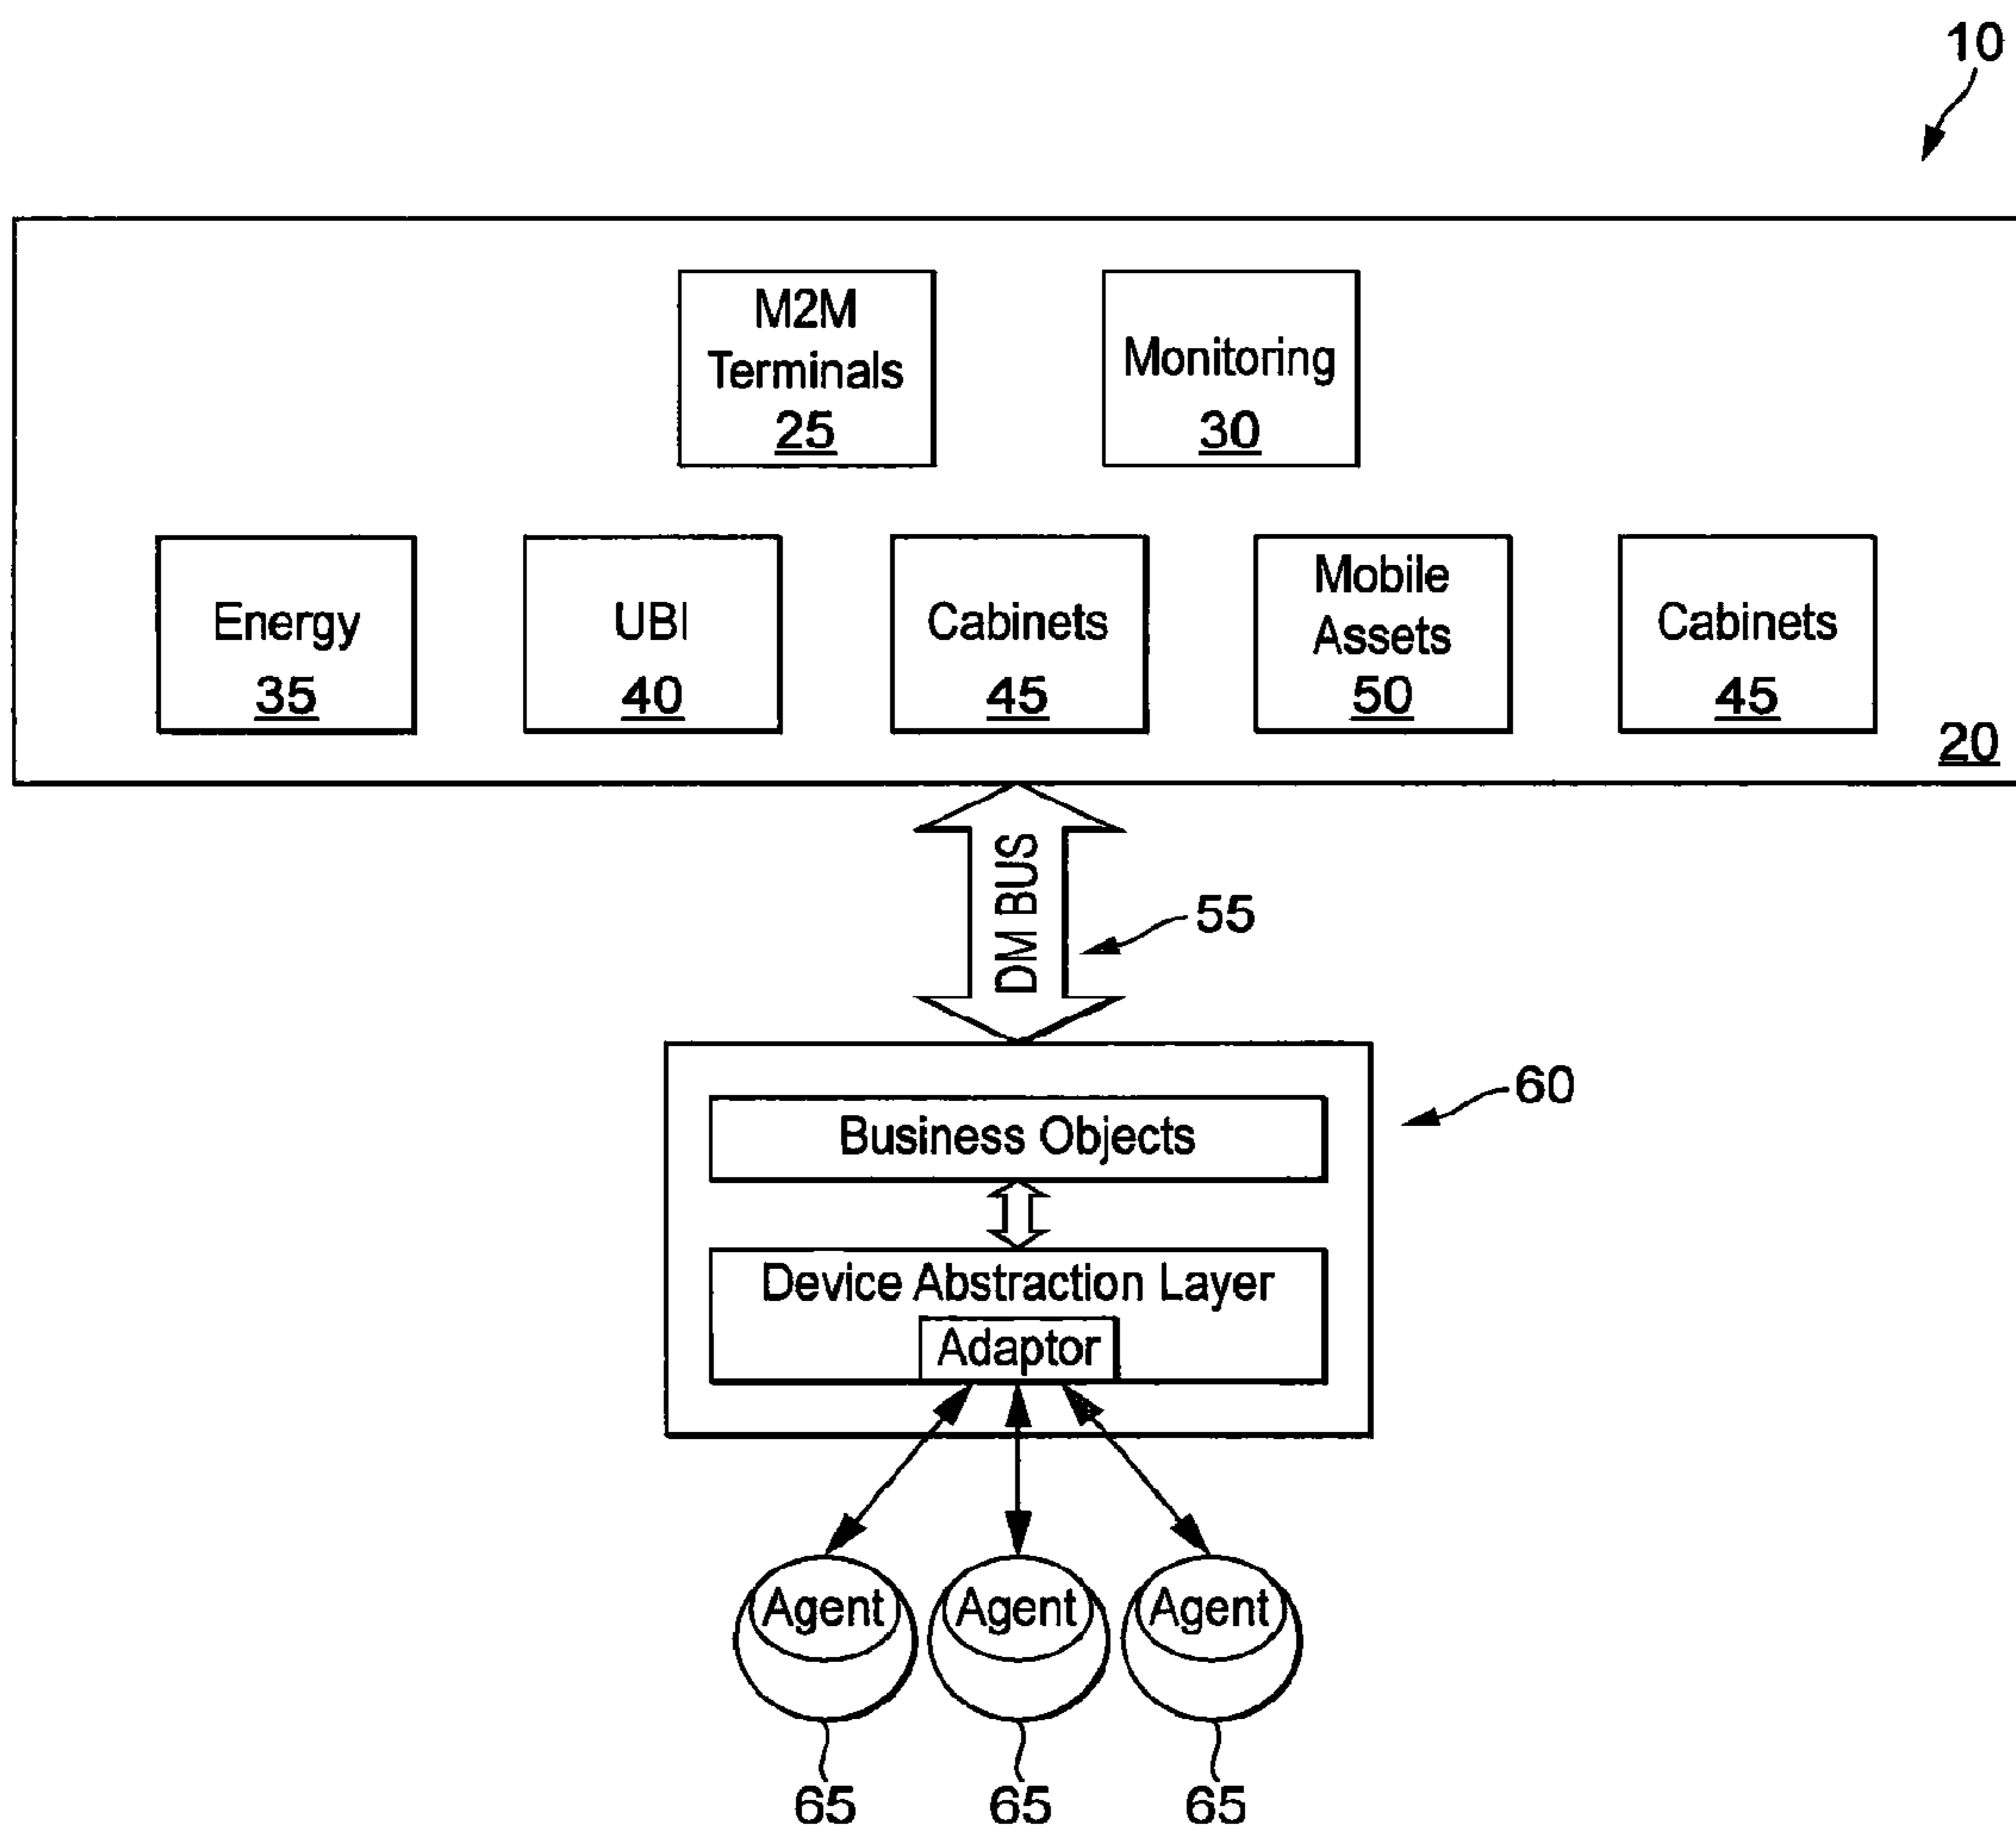 10
M2M
Terminals
25
Monitoring
30
Energy
35
UBI
40
Cabinets
45
Mobile
Assets
50
Cabinets
45
20
DM BUS
55
60
Business Objects
Device Abstraction Layer
Adaptor
Agent
Agent
Agent
65
65
65